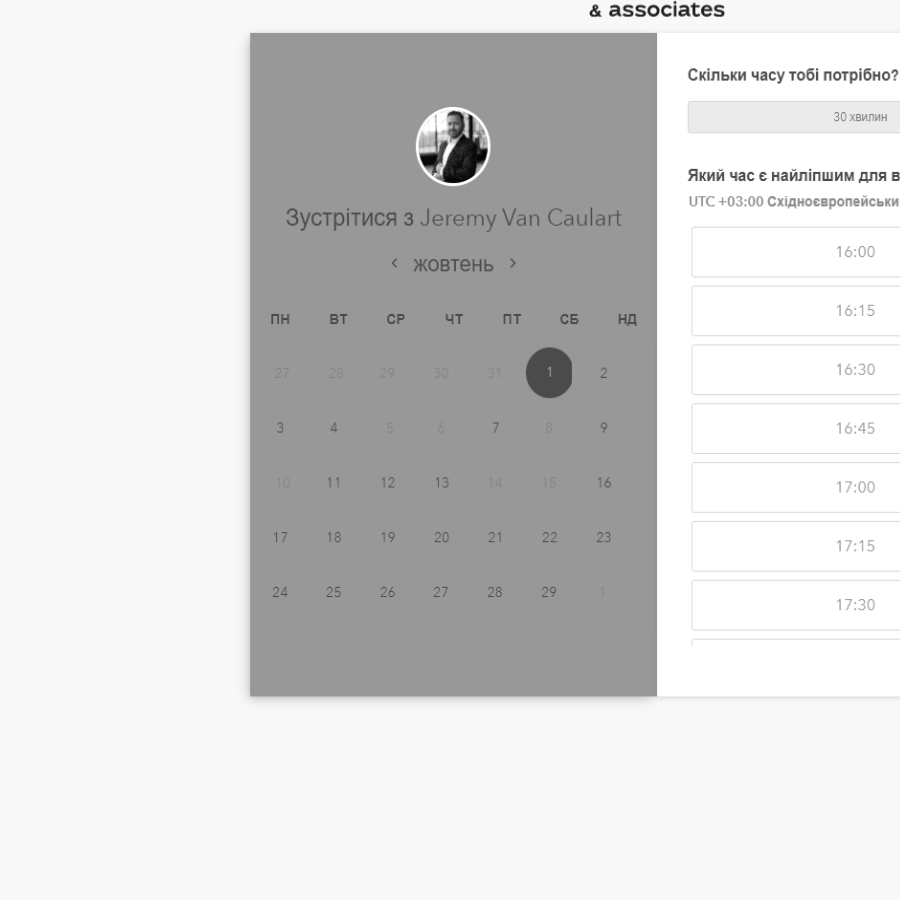 & associates
Зустрітися з Jeremy Van Caulart
‹ жовтень ›
ПН ВТ СР ЧТ ПТ СБ НД
27 28 29 30 31 1 2
3 4 5 6 7 8 9
10 11 12 13 14 15 16
17 18 19 20 21 22 23
24 25 26 27 28 29 1
Скільки часу тобі потрібно?
30 хвилин
Який час є найліпшим для в
UTC +03:00 Східноєвропейськи
16:00
16:15
16:30
16:45
17:00
17:15
17:30